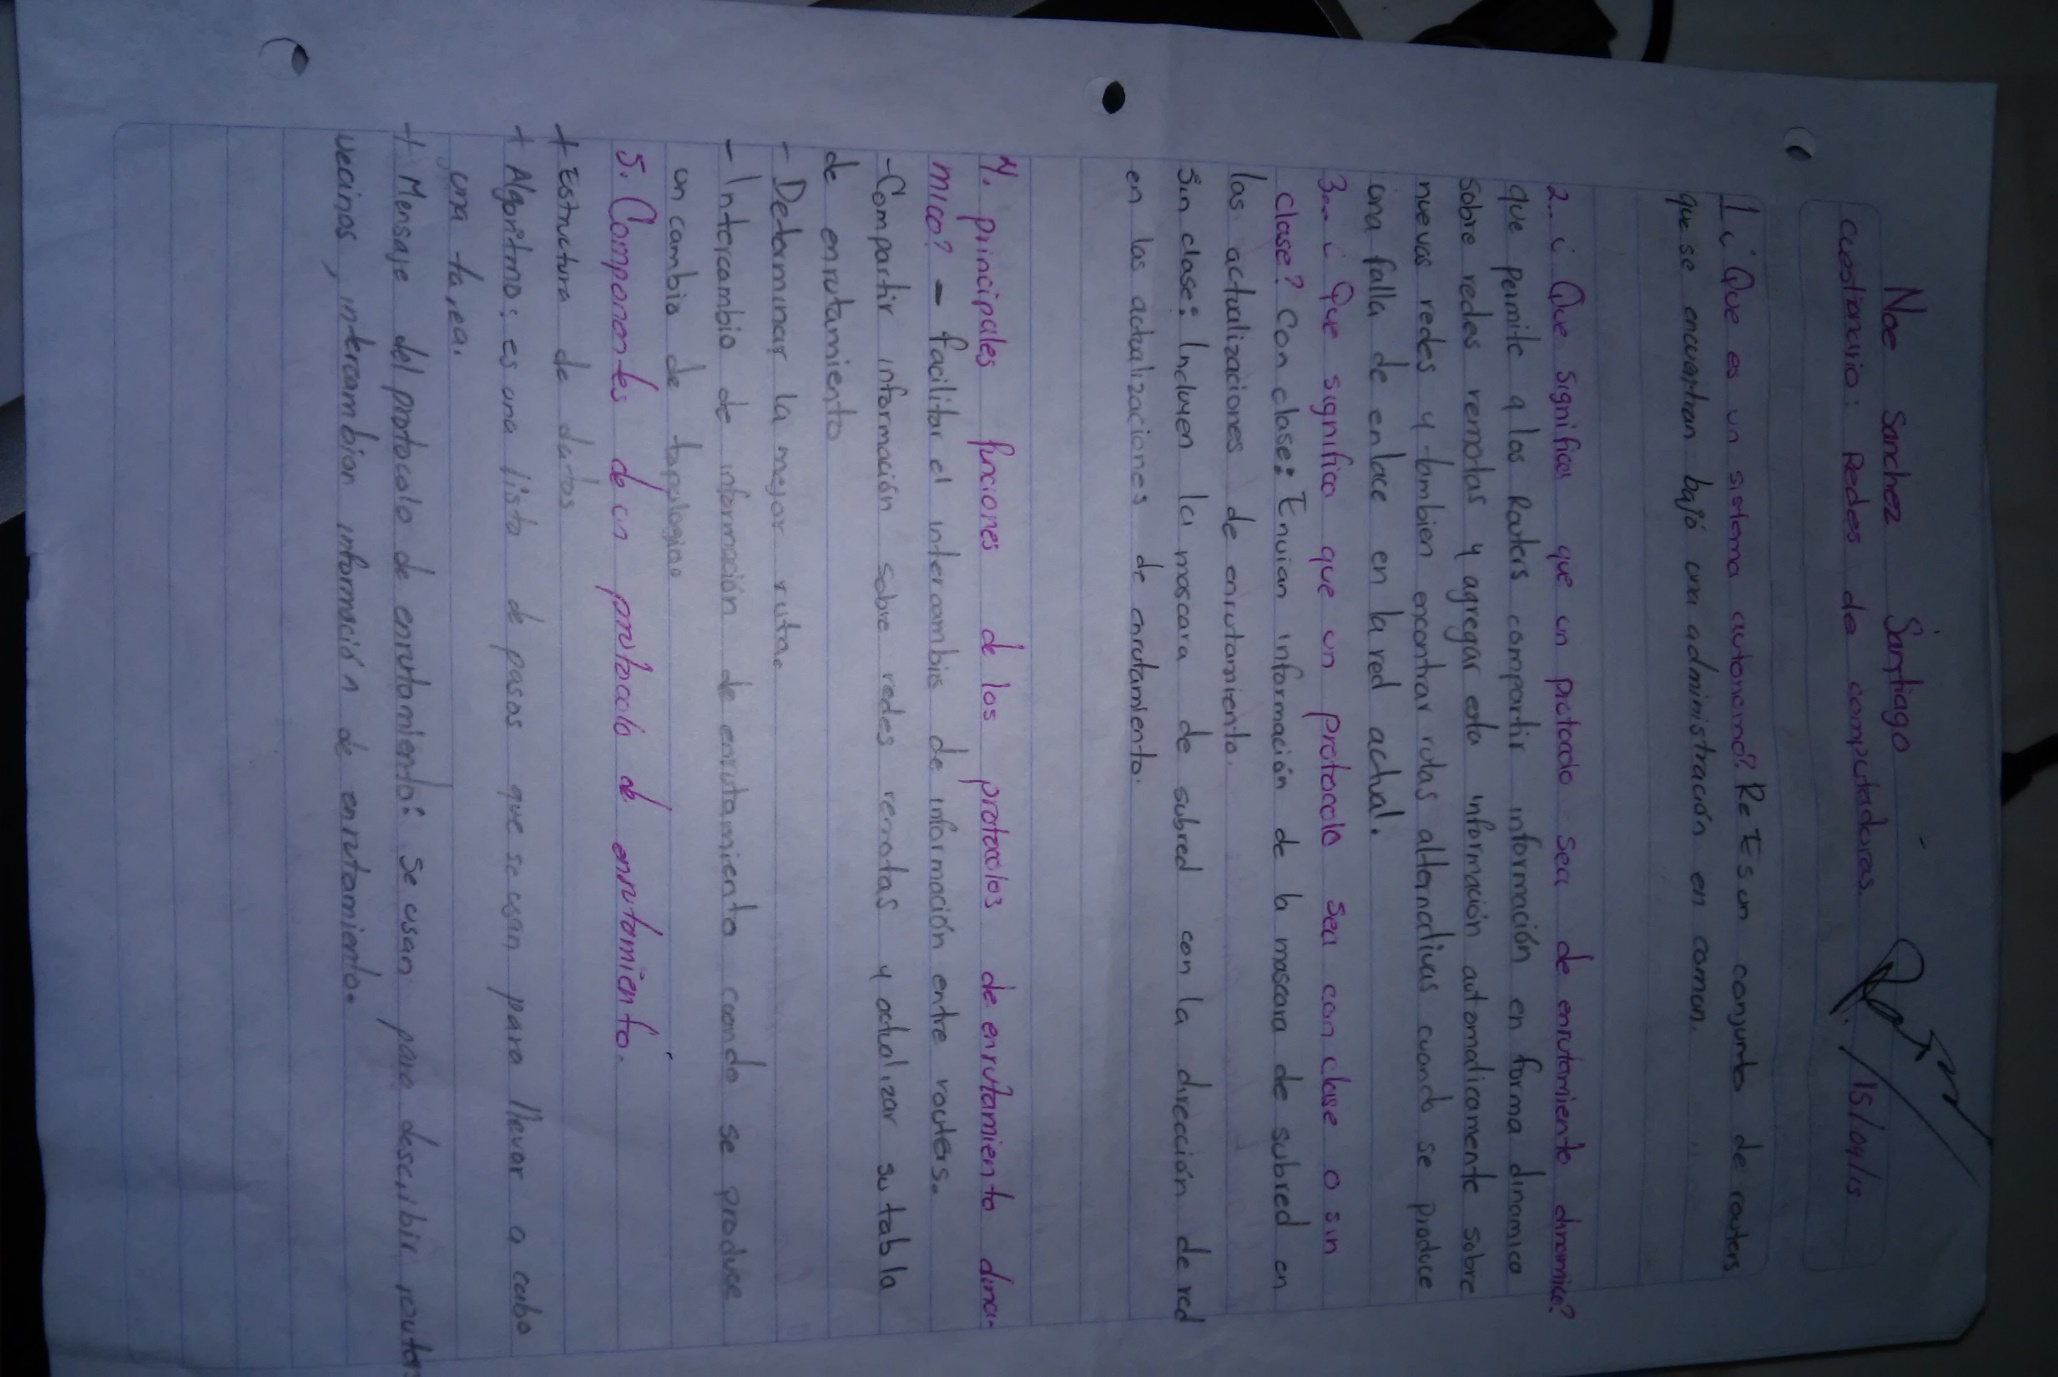 Noe Sanchez Santiago
cuestionario: Redes de computadoras. 15/04/15
1. ¿Que es un sistema autonomo? R= Es un conjunto de routers
que se encuentran bajo una administración en comun.
2.- ¿Que significa que un protocolo sea de enrutamiento dinamico?
que permite a los Routers compartir información en forma dinamica
sobre redes remotas y agregar esta información automaticamente sobre
nuevas redes y tambien encontrar rutas alternativas cuando se produce
una falla de enlace en la red actual.
3.- ¿Que significa que un protocolo sea con clase o sin
clase? Con clase: Envian información de la mascara de subred en
las actualizaciones de enrutamiento.
Sin clase: Incluyen la mascara de subred con la dirección de red
en las actualizaciones de enrutamiento.
4. principales funciones de los protocolos de enrutamiento dina-
mico? - facilitar el intercambio de información entre routers.
-Compartir información sobre redes remotas y actualizar su tabla
de enrutamiento
- Determinar la mejor ruta.
- Intercambio de información de enrutamiento cuando se produce
un cambio de topologia.
5. Componentes de un protocolo de enrutamiento.
+ Estructura de datos
+ Algoritmo: es una lista de pasos que se usan para llevar a cabo
una tarea.
+ Mensaje del protocolo de enrutamiento: se usan para describir routers
vecinos, intercambian información de enrutamiento.